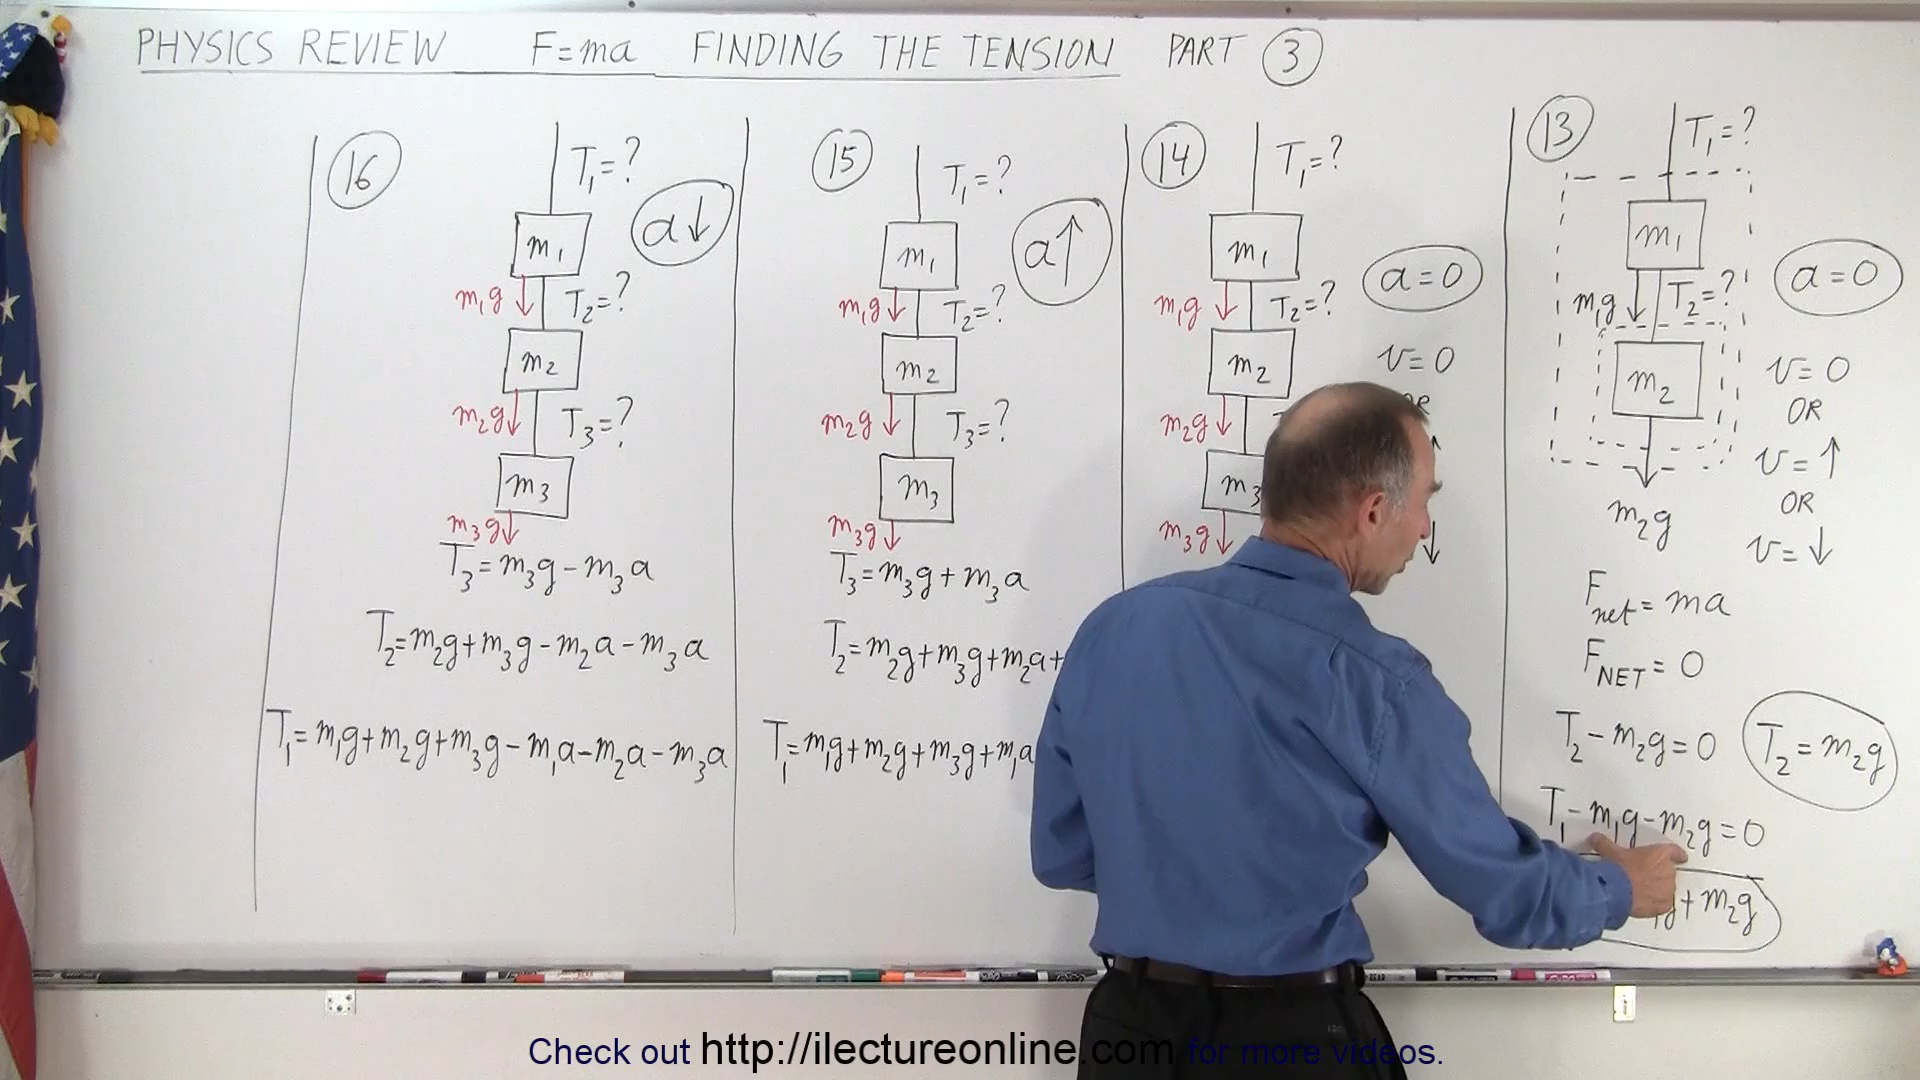 PHYSICS REVIEW F=ma FINDING THE TENSION PART 3
16
T₁=?
a↓
m₁
m₁g↓
T₂=?
m₂
m₂g↓
T₃=?
m₃
m₃g↓
T₃=m₃g-m₃a
T₂=m₂g+m₃g-m₂a-m₃a
T₁=m₁g+m₂g+m₃g-m₁a-m₂a-m₃a
15
T₁=?
a↑
m₁
m₁g↓
T₂=?
m₂
m₂g↓
T₃=?
m₃
m₃g↓
T₃=m₃g+m₃a
T₂=m₂g+m₃g+m₂a+
T₁=m₁g+m₂g+m₃g+m₁a
14
T₁=?
m₁
a=0
m₁g↓
T₂=?
v=0
m₂
m₂g↓
m₃
↓
m₃g↓
13
T₁=?
m₁
a=0
m₁g↓
T₂=?
m₂
v=0
OR
v=↑
OR
v=↓
m₂g
Fnet=ma
FNET=0
T₂-m₂g=0
T₂=m₂g
T₁-m₁g-m₂g=0
+m₂g
Check out http://ilectureonline.com for more videos.